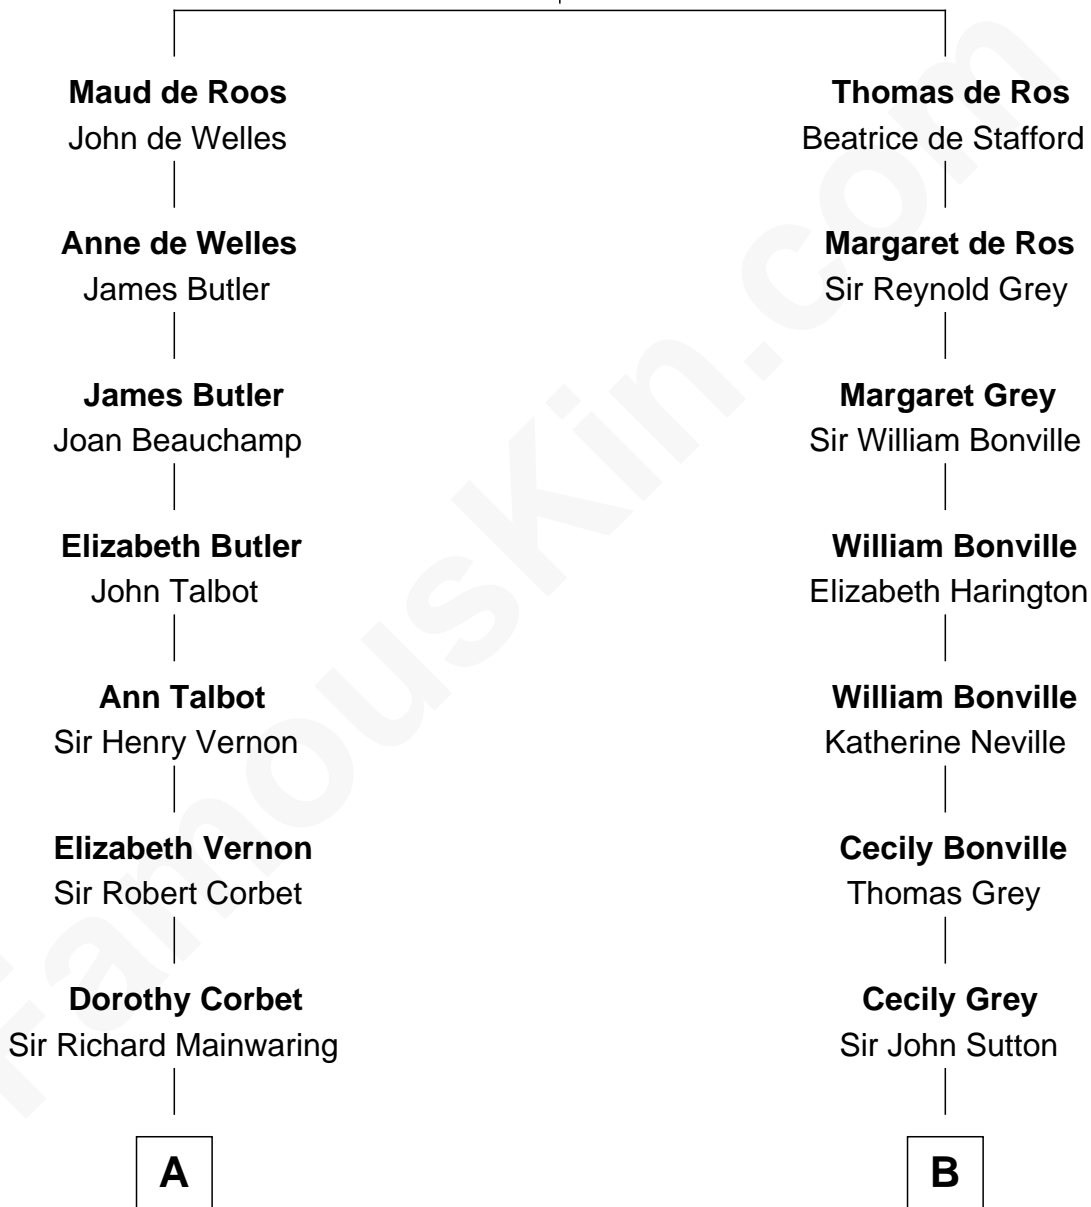 Maud de Roos
John de Welles
Anne de Welles
James Butler
James Butler
Joan Beauchamp
Elizabeth Butler
John Talbot
Ann Talbot
Sir Henry Vernon
Elizabeth Vernon
Sir Robert Corbet
Dorothy Corbet
Sir Richard Mainwaring
A
Thomas de Ros
Beatrice de Stafford
Margaret de Ros
Sir Reynold Grey
Margaret Grey
Sir William Bonville
William Bonville
Elizabeth Harington
William Bonville
Katherine Neville
Cecily Bonville
Thomas Grey
Cecily Grey
Sir John Sutton
B
FamousKin.com